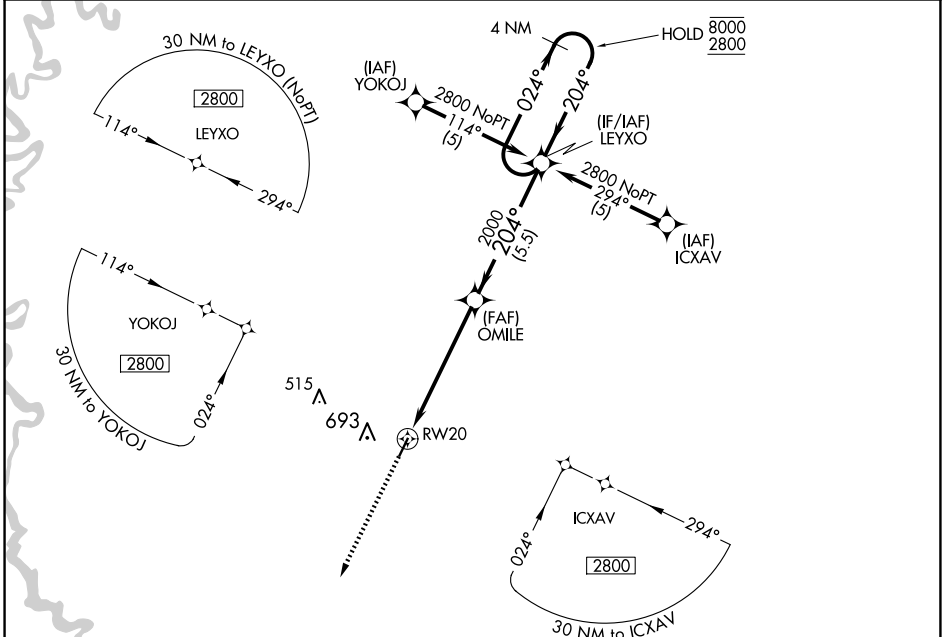 30 NM to LEYXO (NoPT)
2800
LEYXO
114°
294°
4 NM
HOLD 8000
2800
024°
204°
(IAF)
YOKOJ
2800 NoPT
114°
(5)
(IF/IAF)
LEYXO
2800 NoPT
294°
(5)
(IAF)
ICXAV
2000
204°
(5.5)
(FAF)
OMILE
114°
YOKOJ
2800
024°
30 NM to YOKOJ
515
693
RW20
ICXAV
294°
024°
2800
30 NM to ICXAV